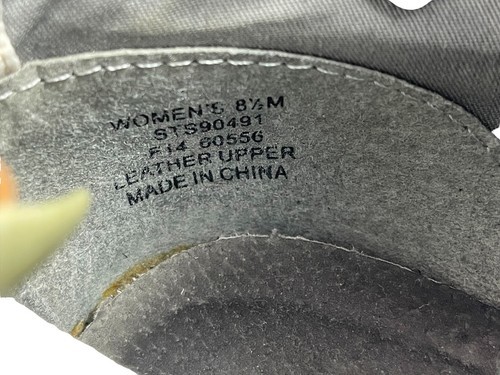 WOMEN'S 8½M
STS90491
F14 60556
LEATHER UPPER
MADE IN CHINA